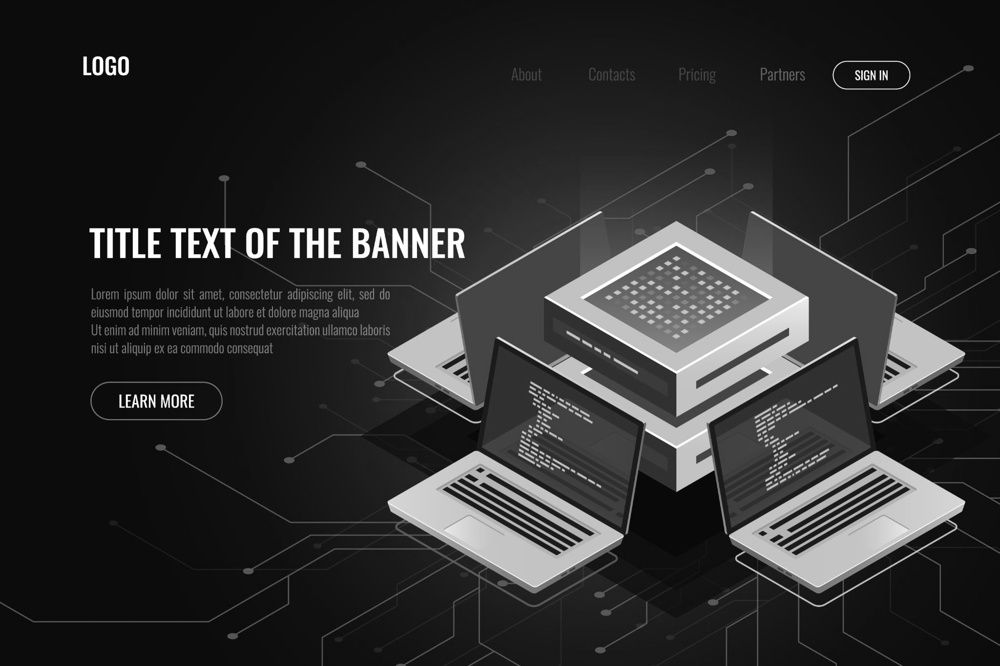 LOGO
About Contacts Pricing Partners SIGN IN
TITLE TEXT OF THE BANNER
Lorem ipsum dolor sit amet, consectetur adipiscing elit, sed do
eiusmod tempor incididunt ut labore et dolore magna aliqua
Ut enim ad minim veniam, quis nostrud exercitation ullamco laboris
nisi ut aliquip ex ea commodo consequat
LEARN MORE